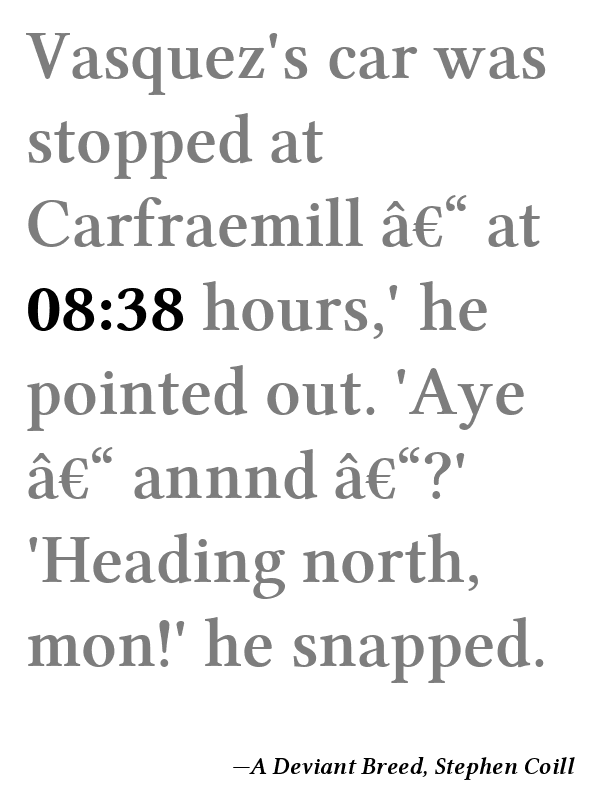 Vasquez's car was
stopped at
Carfraemill â€“ at
08:38 hours,' he
pointed out. 'Aye
â€“ annnd â€“?'
'Heading north,
mon!' he snapped.
—A Deviant Breed, Stephen Coill